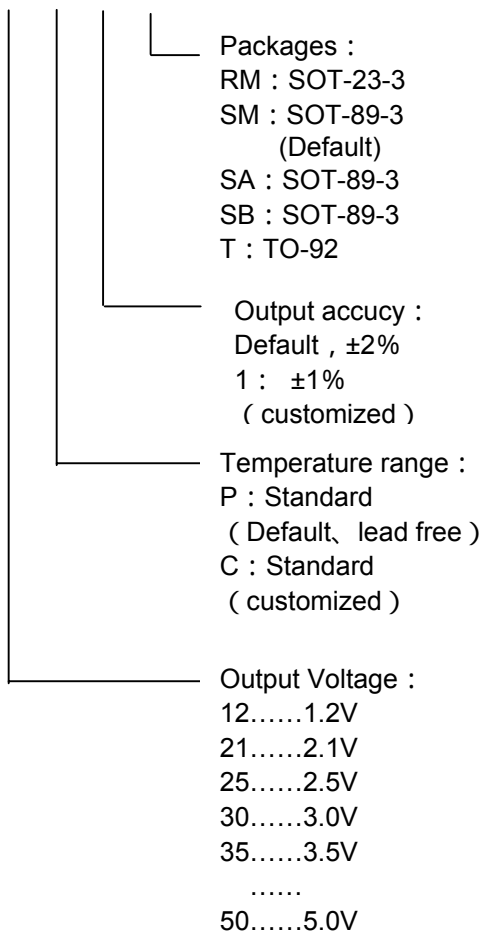 Packages：
RM：SOT-23-3
SM：SOT-89-3
(Default)
SA：SOT-89-3
SB：SOT-89-3
T：TO-92
Output accucy：
Default，±2%
1： ±1%
（customized）
Temperature range：
P：Standard
（Default、lead free）
C：Standard
（customized）
Output Voltage：
12……1.2V
21……2.1V
25……2.5V
30……3.0V
35……3.5V
……
50……5.0V